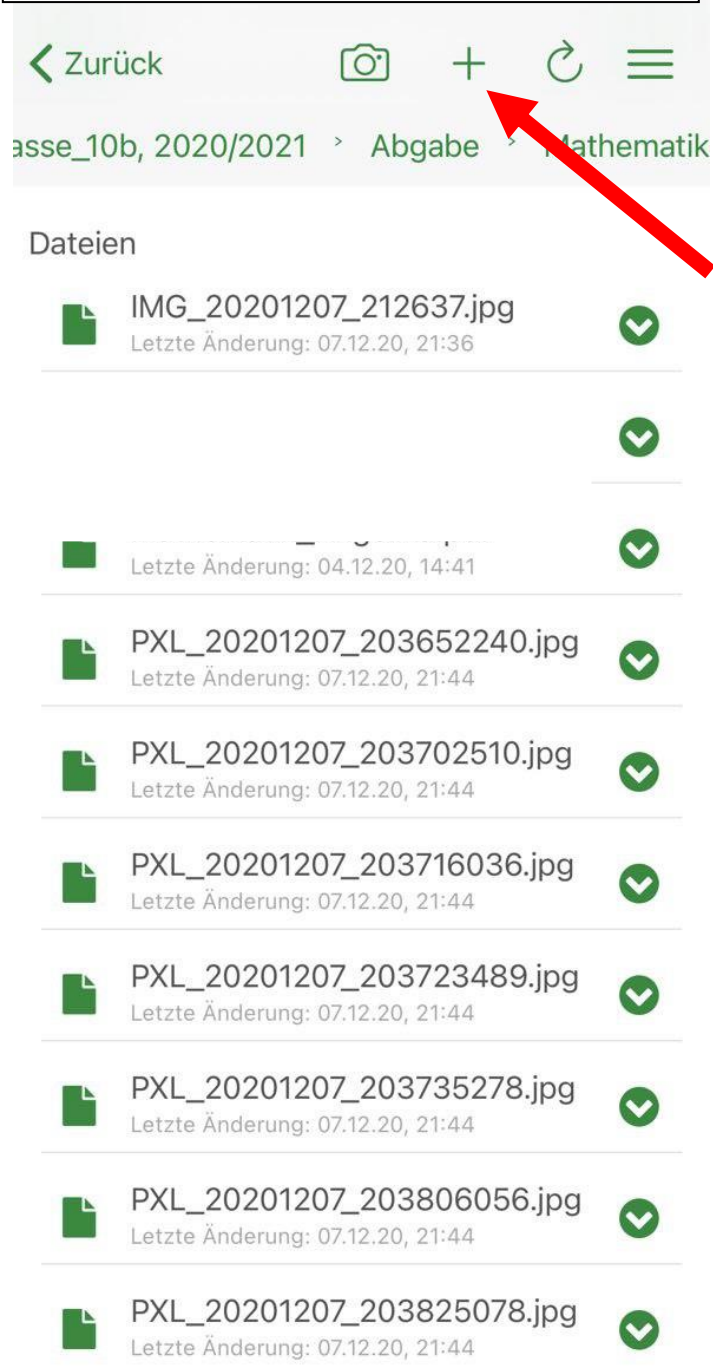 Zurück
asse_10b, 2020/2021 > Abgabe > Mathematik
Dateien
IMG_20201207_212637.jpg
Letzte Änderung: 07.12.20, 21:36
Letzte Änderung: 04.12.20, 14:41
PXL_20201207_203652240.jpg
Letzte Änderung: 07.12.20, 21:44
PXL_20201207_203702510.jpg
Letzte Änderung: 07.12.20, 21:44
PXL_20201207_203716036.jpg
Letzte Änderung: 07.12.20, 21:44
PXL_20201207_203723489.jpg
Letzte Änderung: 07.12.20, 21:44
PXL_20201207_203735278.jpg
Letzte Änderung: 07.12.20, 21:44
PXL_20201207_203806056.jpg
Letzte Änderung: 07.12.20, 21:44
PXL_20201207_203825078.jpg
Letzte Änderung: 07.12.20, 21:44